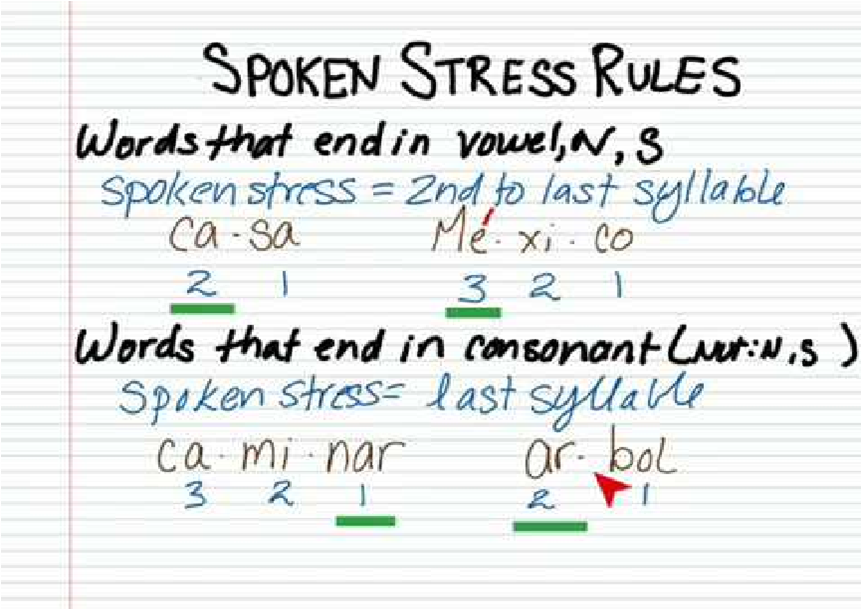 SPOKEN STRESS RULES
Words that end in vowel, N, S
Spoken stress = 2nd to last syllable
ca · sa Mé · xi · co
2 1 3 2 1
Words that end in consonant (NOT: N, S )
Spoken stress = last syllable
ca · mi · nar ar · bol
3 2 1 2 1